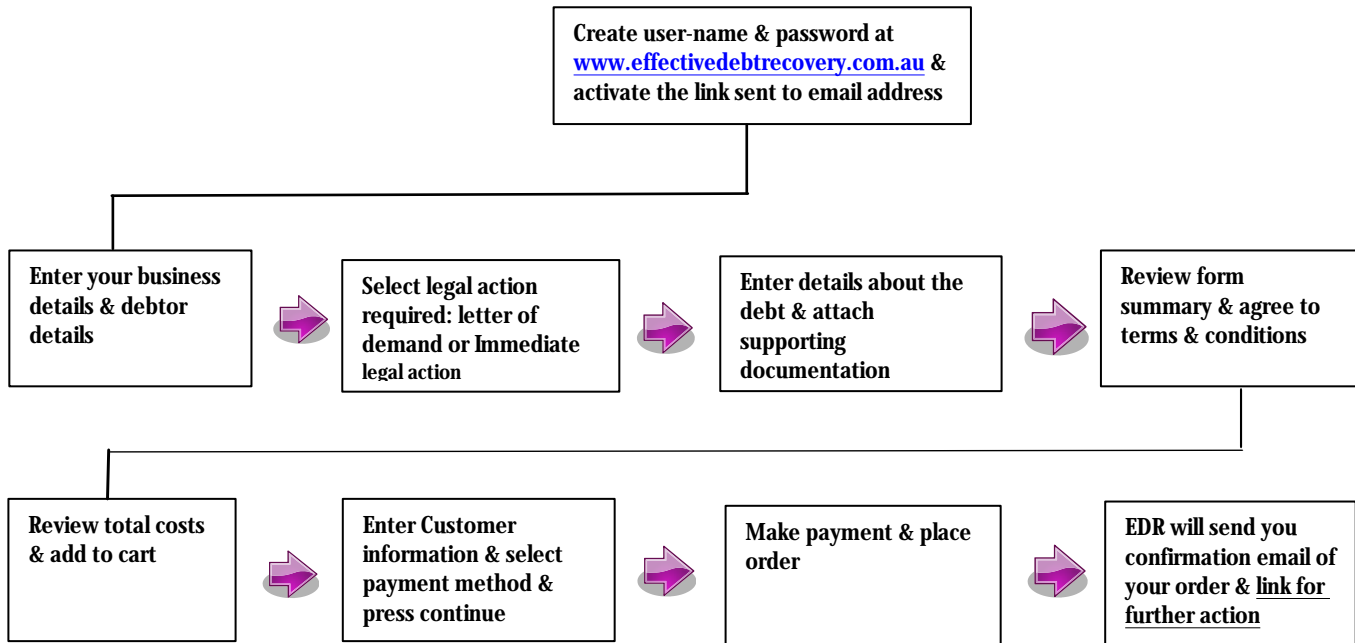 Create user-name & password at
www.effectivedebtrecovery.com.au &
activate the link sent to email address
Enter your business
details & debtor
details
Select legal action
required: letter of
demand or Immediate
legal action
Enter details about the
debt & attach
supporting
documentation
Review form
summary & agree to
terms & conditions
Review total costs
& add to cart
Enter Customer
information & select
payment method &
press continue
Make payment & place
order
EDR will send you
confirmation email of
your order & link for
further action